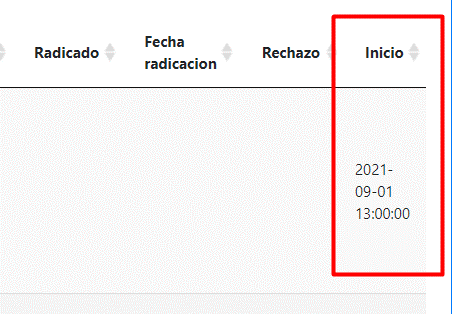 Radicado
Fecha
radicacion
Rechazo
Inicio
2021-
09-01
13:00:00